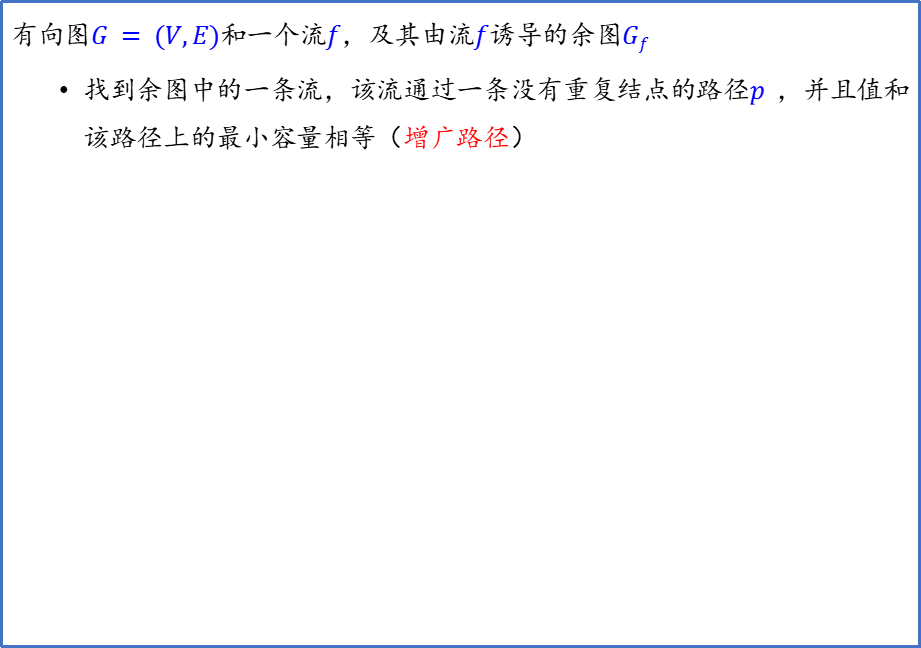 有向图G = (V, E)和一个流f，及其由流f诱导的余图G_f
• 找到余图中的一条流，该流通过一条没有重复结点的路径p ，并且值和
该路径上的最小容量相等（增广路径）